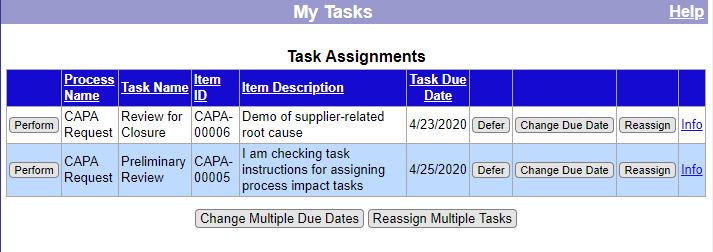 My Tasks Help
Task Assignments
Process Name Task Name Item ID Item Description Task Due Date
Perform CAPA Request Review for Closure CAPA-00006 Demo of supplier-related root cause 4/23/2020 Defer Change Due Date Reassign Info
Perform CAPA Request Preliminary Review CAPA-00005 I am checking task instructions for assigning process impact tasks 4/25/2020 Defer Change Due Date Reassign Info
Change Multiple Due Dates Reassign Multiple Tasks